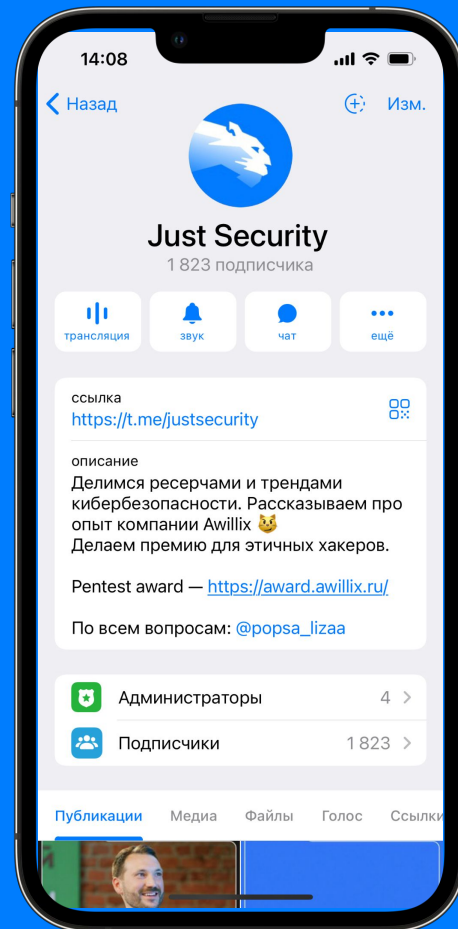 14:08
Назад
Изм.
Just Security
1 823 подписчика
трансляция
звук
чат
ещё
ссылка
https://t.me/justsecurity
описание
Делимся ресерчами и трендами
кибербезопасности. Рассказываем про
опыт компании Awillix 😼
Делаем премию для этичных хакеров.
Pentest award — https://award.awillix.ru/
По всем вопросам: @popsa_lizaa
Администраторы 4
Подписчики 1 823
Публикации Медиа Файлы Голос Ссылки